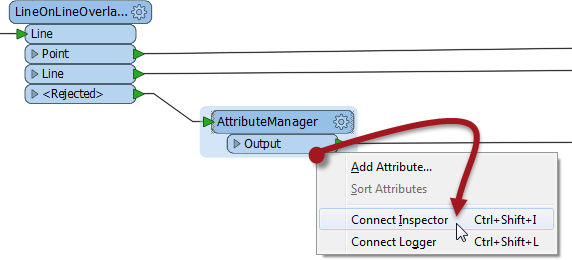 LineOnLineOverla...
Line
Point
Line
<Rejected>
AttributeManager
Output
Add Attribute...
Sort Attributes
Connect Inspector Ctrl+Shift+I
Connect Logger Ctrl+Shift+L